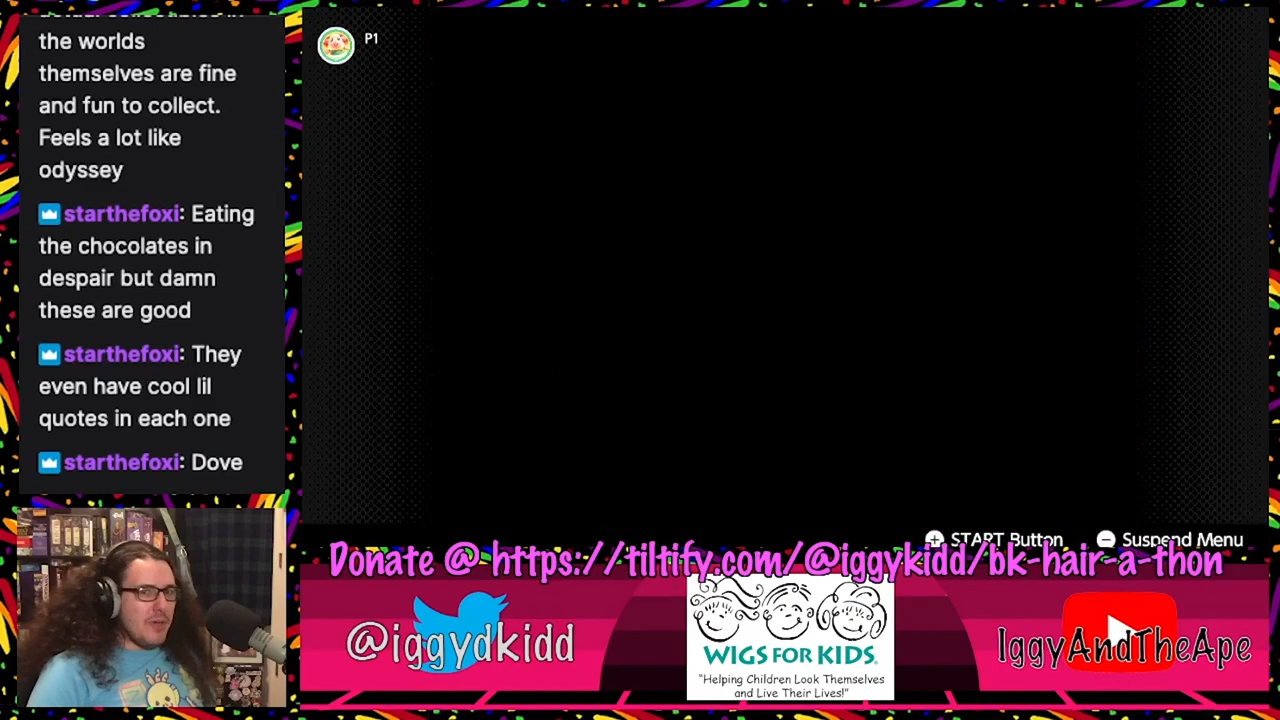 the worlds
themselves are fine
and fun to collect.
Feels a lot like
odyssey
starthefoxi: Eating
the chocolates in
despair but damn
these are good
starthefoxi: They
even have cool lil
quotes in each one
starthefoxi: Dove
P1
START Button
Suspend Menu
Donate @ https://tiltify.com/@iggykidd/bk-hair-a-thon
@iggydkidd
WIGS FOR KIDS.
"Helping Children Look Themselves
and Live Their Lives!"
IggyAndTheApe